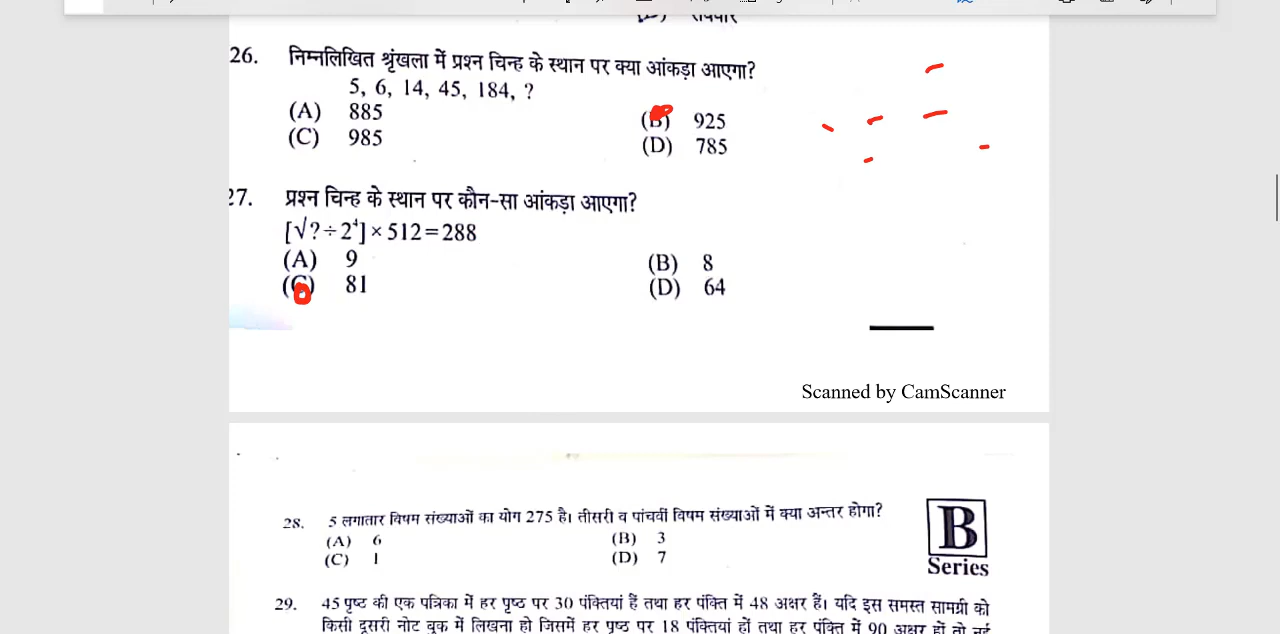 26. निम्नलिखित श्रृंखला में प्रश्न चिन्ह के स्थान पर क्या आंकड़ा आएगा?
5, 6, 14, 45, 184, ?
(A) 885 (B) 925
(C) 985 (D) 785
27. प्रश्न चिन्ह के स्थान पर कौन-सा आंकड़ा आएगा?
[√? ÷ 2⁴] × 512 = 288
(A) 9 (B) 8
(C) 81 (D) 64
Scanned by CamScanner
28. 5 लगातार विषम संख्याओं का योग 275 है। तीसरी व पांचवीं विषम संख्याओं में क्या अन्तर होगा?
(A) 6 (B) 3
(C) 1 (D) 7
B
Series
29. 45 पृष्ठ की एक पत्रिका में हर पृष्ठ पर 30 पंक्तियां हैं तथा हर पंक्ति में 48 अक्षर हैं। यदि इस समस्त सामग्री को
किसी दूसरी नोट बुक में लिखना हो जिसमें हर पृष्ठ पर 18 पंक्तियां हों तथा हर पंक्ति में 90 अक्षर हों तो